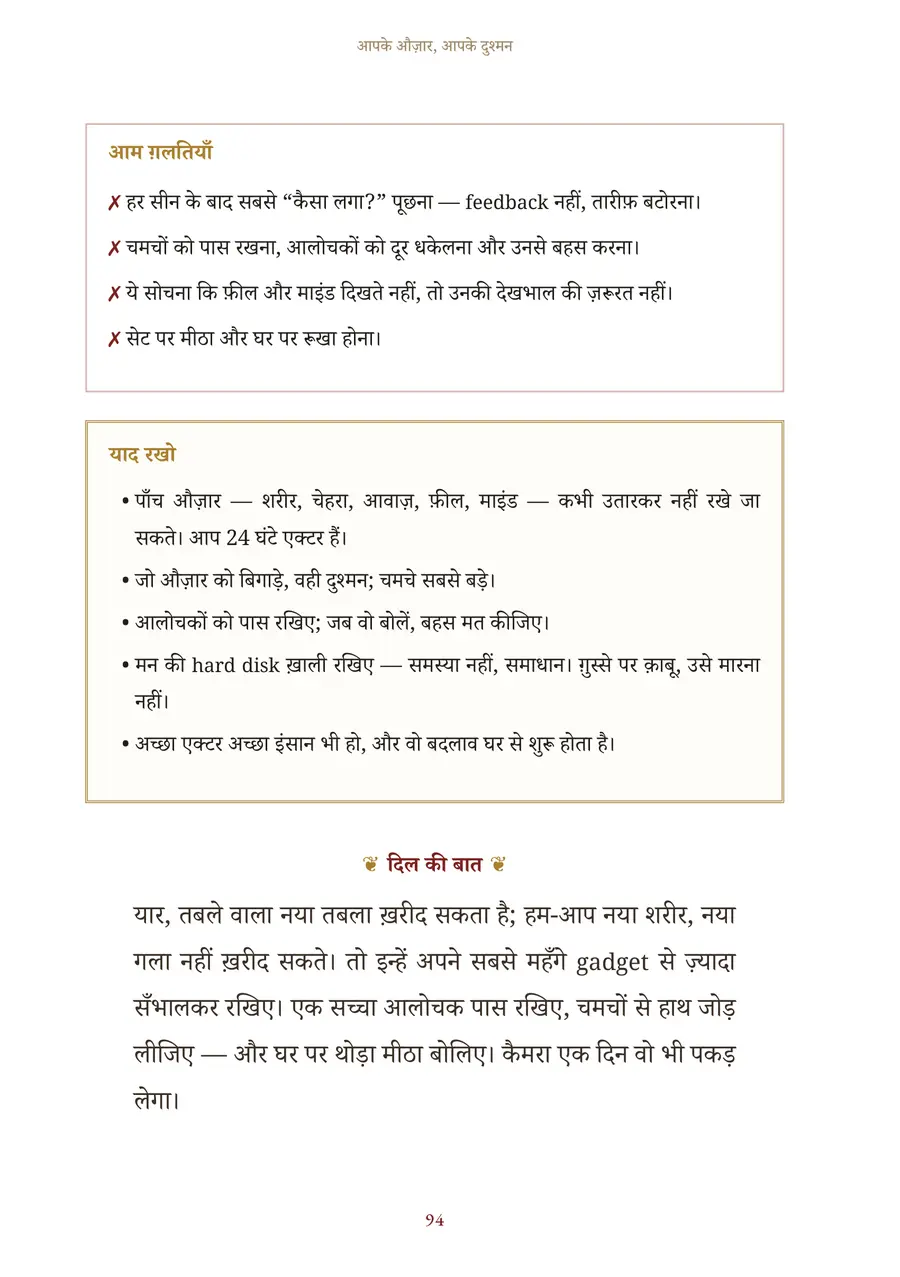 आपके औज़ार, आपके दुश्मन
आम ग़लतियाँ
✗ हर सीन के बाद सबसे “कैसा लगा?” पूछना — feedback नहीं, तारीफ़ बटोरना।
✗ चमचों को पास रखना, आलोचकों को दूर धकेलना और उनसे बहस करना।
✗ ये सोचना कि फ़ील और माइंड दिखते नहीं, तो उनकी देखभाल की ज़रूरत नहीं।
✗ सेट पर मीठा और घर पर रूखा होना।
याद रखो
• पाँच औज़ार — शरीर, चेहरा, आवाज़, फ़ील, माइंड — कभी उतारकर नहीं रखे जा
सकते। आप 24 घंटे एक्टर हैं।
• जो औज़ार को बिगाड़े, वही दुश्मन; चमचे सबसे बड़े।
• आलोचकों को पास रखिए; जब वो बोलें, बहस मत कीजिए।
• मन की hard disk ख़ाली रखिए — समस्या नहीं, समाधान। ग़ुस्से पर क़ाबू, उसे मारना
नहीं।
• अच्छा एक्टर अच्छा इंसान भी हो, और वो बदलाव घर से शुरू होता है।
❦ दिल की बात ❦
यार, तबले वाला नया तबला ख़रीद सकता है; हम-आप नया शरीर, नया
गला नहीं ख़रीद सकते। तो इन्हें अपने सबसे महँगे gadget से ज़्यादा
सँभालकर रखिए। एक सच्चा आलोचक पास रखिए, चमचों से हाथ जोड़
लीजिए — और घर पर थोड़ा मीठा बोलिए। कैमरा एक दिन वो भी पकड़
लेगा।
94